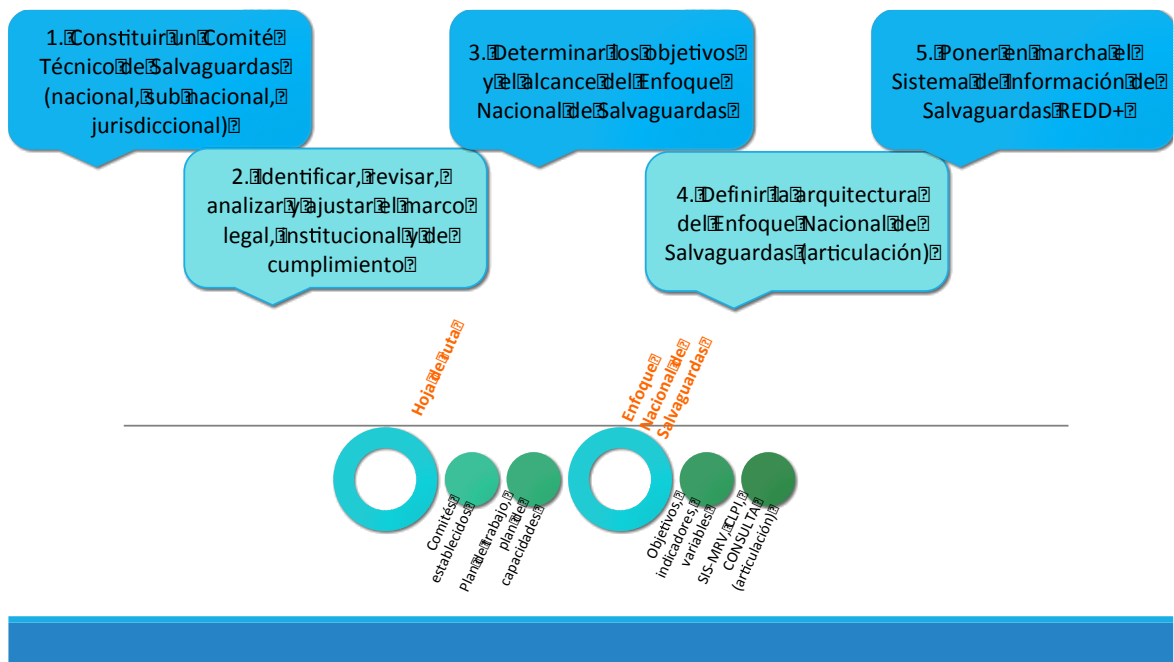 1. Constituir un Comité
Técnico de Salvaguardas
(nacional, sub nacional,
jurisdiccional)
2. Identificar, revisar,
analizar y ajustar el marco
legal, institucional y de
cumplimiento
3. Determinar los objetivos
y el alcance del Enfoque
Nacional de Salvaguardas
4. Definir la arquitectura
del Enfoque Nacional de
Salvaguardas (articulación)
5. Poner en marcha el
Sistema de Información de
Salvaguardas REDD+
Hoja de ruta
Comités
establecidos
Plan de trabajo,
plan de
capacidades
Enfoque
Nacional de
Salvaguardas
Objetivos,
indicadores,
variables
SIS-MRV, CLPI,
CONSULTA
(articulación)